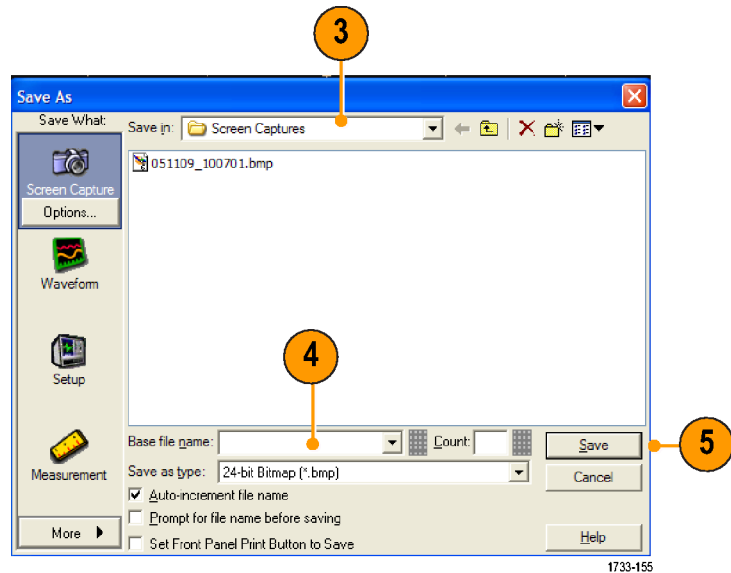 3
Save As
Save What:
Save in: Screen Captures
051109_100701.bmp
Screen Capture
Options...
Waveform
Setup
4
Measurement
More
Base file name:
Count:
Save
5
Save as type: 24-bit Bitmap (*.bmp)
Cancel
Auto-increment file name
Prompt for file name before saving
Set Front Panel Print Button to Save
Help
1733-155